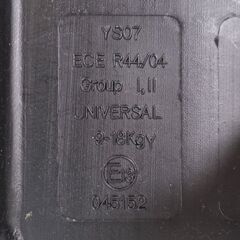 YS07
ECE R44/04
Group I,II
UNIVERSAL
9-18Kg Y
045152